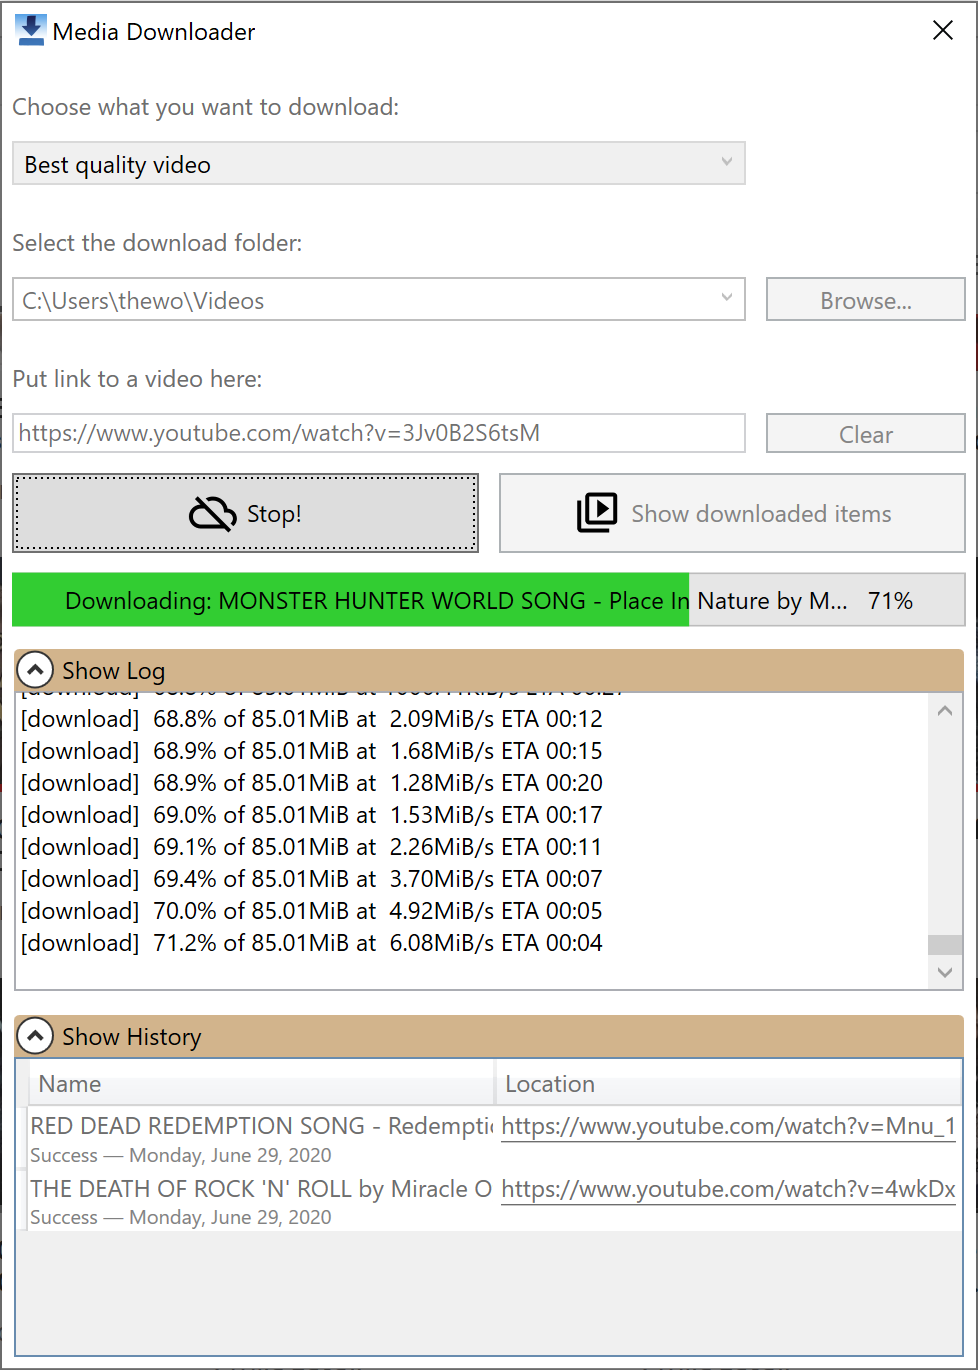 Media Downloader
Choose what you want to download:
Best quality video
Select the download folder:
C:\Users\thewo\Videos
Browse...
Put link to a video here:
https://www.youtube.com/watch?v=3Jv0B2S6tsM
Clear
Stop!
Show downloaded items
Downloading: MONSTER HUNTER WORLD SONG - Place In Nature by M... 71%
Show Log
[download] 68.8% of 85.01MiB at 2.09MiB/s ETA 00:12
[download] 68.9% of 85.01MiB at 1.68MiB/s ETA 00:15
[download] 68.9% of 85.01MiB at 1.28MiB/s ETA 00:20
[download] 69.0% of 85.01MiB at 1.53MiB/s ETA 00:17
[download] 69.1% of 85.01MiB at 2.26MiB/s ETA 00:11
[download] 69.4% of 85.01MiB at 3.70MiB/s ETA 00:07
[download] 70.0% of 85.01MiB at 4.92MiB/s ETA 00:05
[download] 71.2% of 85.01MiB at 6.08MiB/s ETA 00:04
Show History
Name Location
RED DEAD REDEMPTION SONG - Redemptio https://www.youtube.com/watch?v=Mnu_1
Success — Monday, June 29, 2020
THE DEATH OF ROCK 'N' ROLL by Miracle O https://www.youtube.com/watch?v=4wkDx
Success — Monday, June 29, 2020